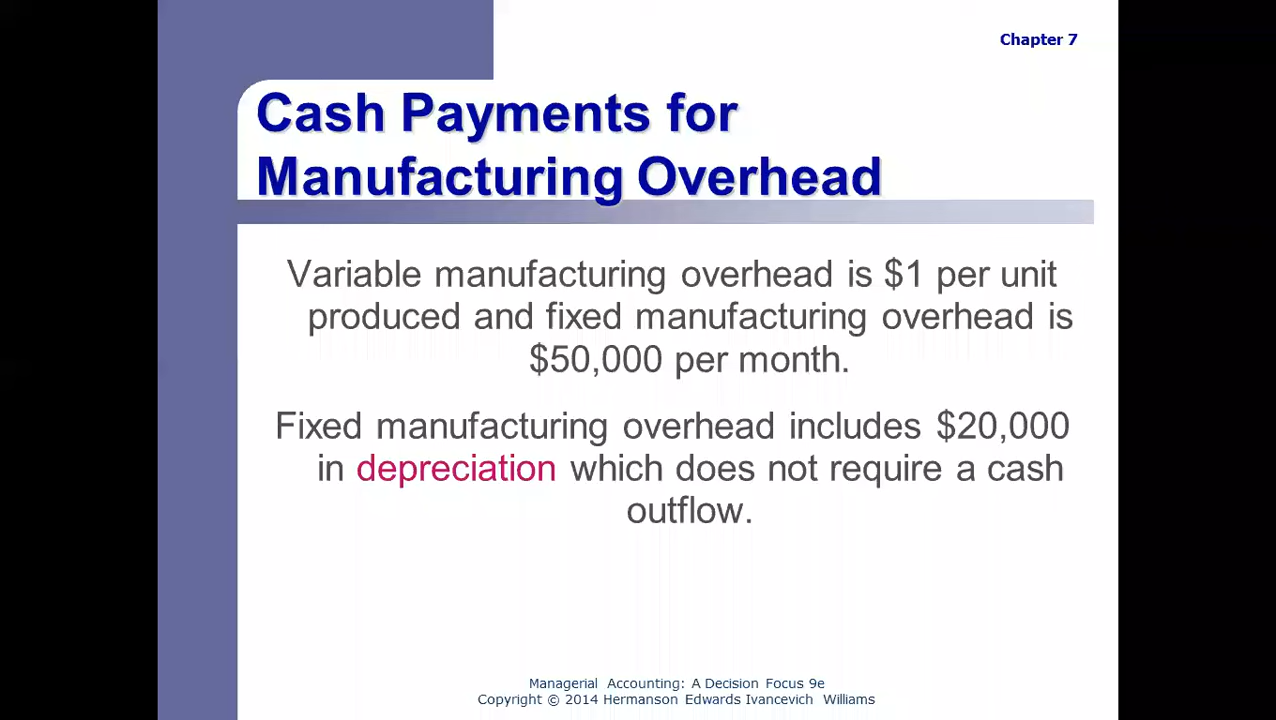 Chapter 7
Cash Payments for
Manufacturing Overhead
Variable manufacturing overhead is $1 per unit
produced and fixed manufacturing overhead is
$50,000 per month.
Fixed manufacturing overhead includes $20,000
in depreciation which does not require a cash
outflow.
Managerial Accounting: A Decision Focus 9e
Copyright © 2014 Hermanson Edwards Ivancevich Williams